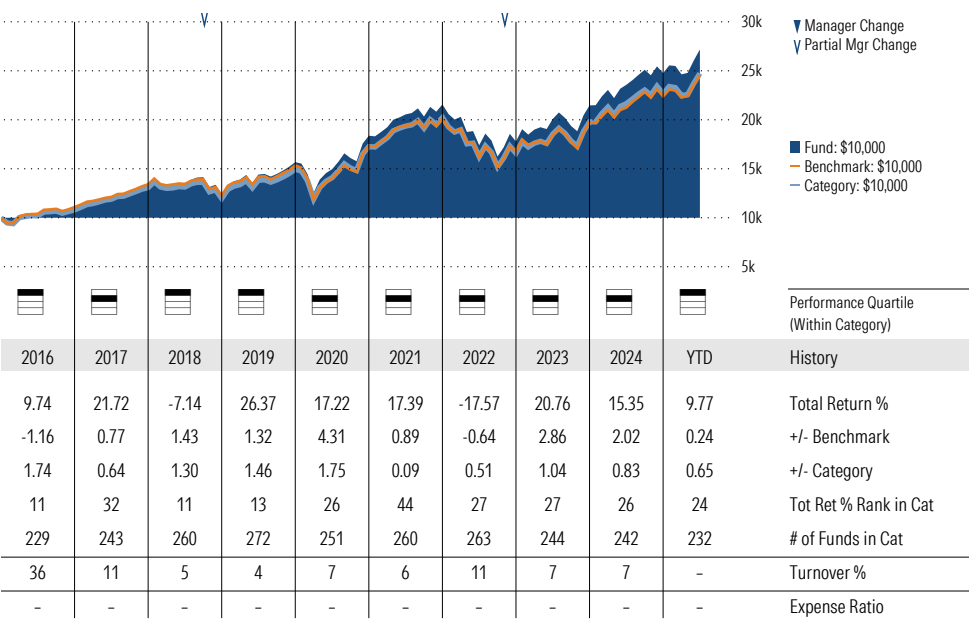 30k
25k
20k
15k
10k
5k
Manager Change
Partial Mgr Change
Fund: $10,000
Benchmark: $10,000
Category: $10,000
Performance Quartile
(Within Category)
2016 2017 2018 2019 2020 2021 2022 2023 2024 YTD History
9.74 21.72 -7.14 26.37 17.22 17.39 -17.57 20.76 15.35 9.77 Total Return %
-1.16 0.77 1.43 1.32 4.31 0.89 -0.64 2.86 2.02 0.24 +/- Benchmark
1.74 0.64 1.30 1.46 1.75 0.09 0.51 1.04 0.83 0.65 +/- Category
11 32 11 13 26 44 27 27 26 24 Tot Ret % Rank in Cat
229 243 260 272 251 260 263 244 242 232 # of Funds in Cat
36 11 5 4 7 6 11 7 7 – Turnover %
– – – – – – – – – – Expense Ratio